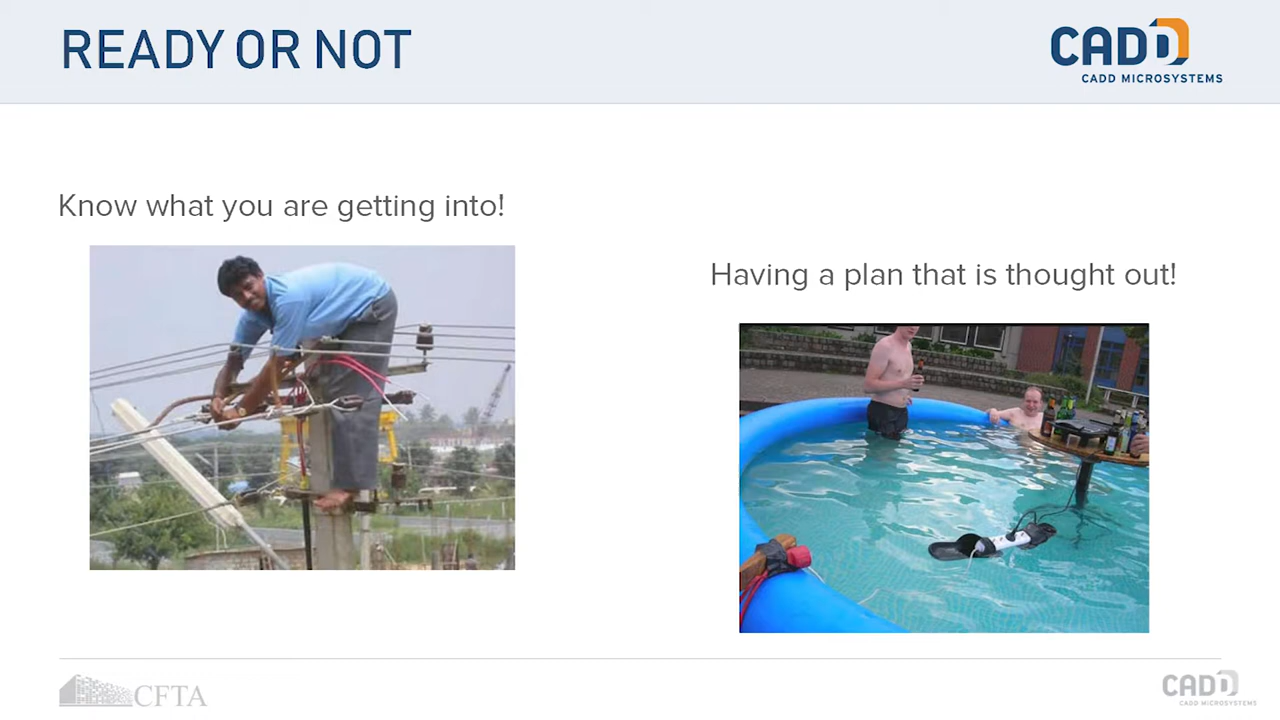 READY OR NOT
CADD
CADD MICROSYSTEMS
Know what you are getting into!
Having a plan that is thought out!
CFTA
CADD
CADD MICROSYSTEMS